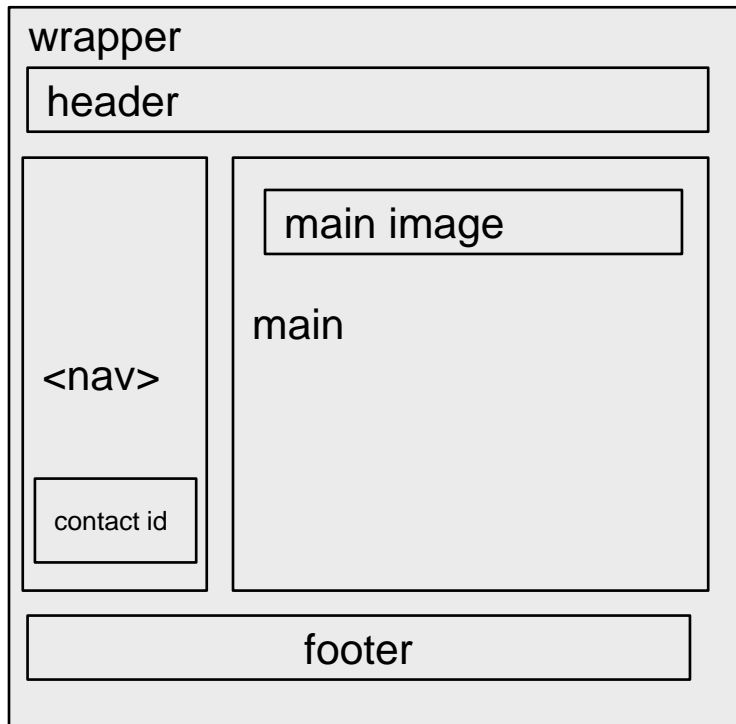 wrapper
header
main image
main
<nav>
contact id
footer